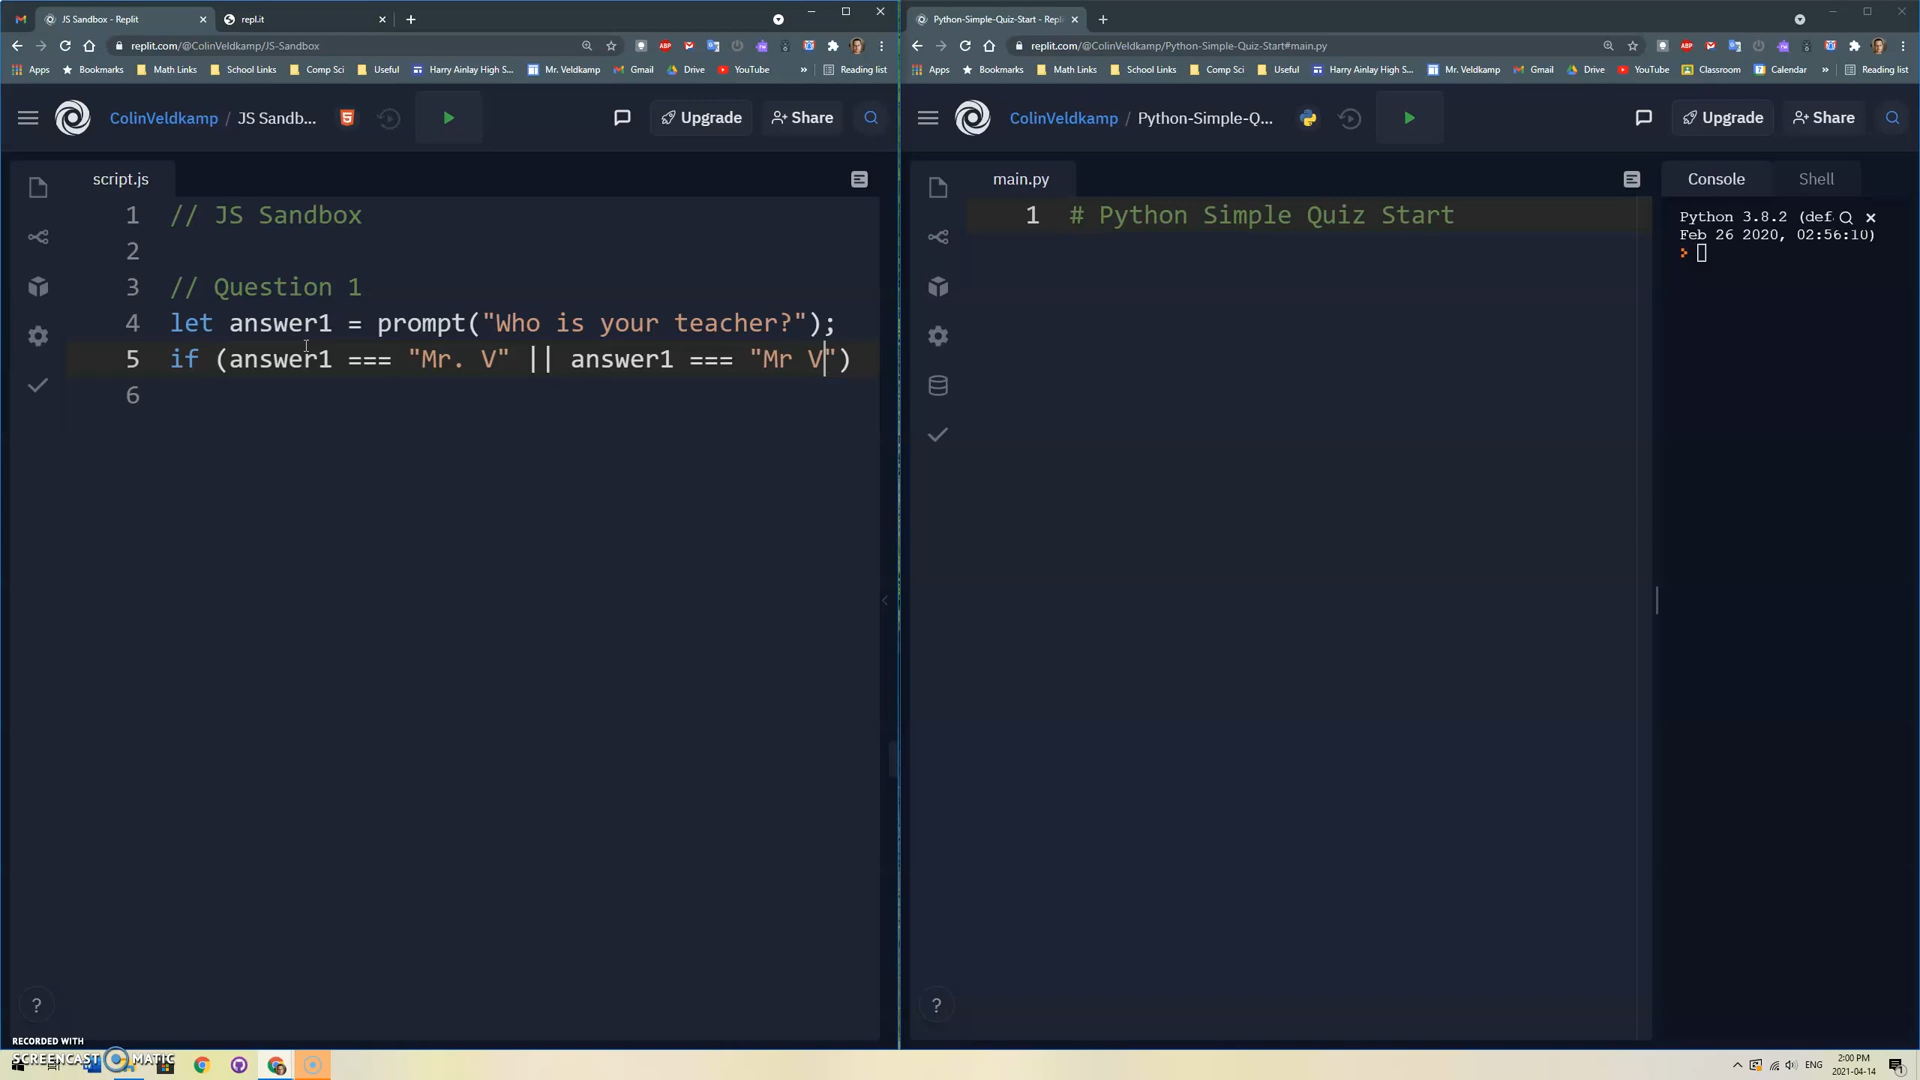 JS Sandbox - Replit
repl.it
replit.com/@ColinVeldkamp/JS-Sandbox
Apps Bookmarks Math Links School Links Comp Sci Useful Harry Ainlay High S... Mr. Veldkamp Gmail Drive YouTube » Reading list
ColinVeldkamp / JS Sandb... Upgrade Share
script.js
1 // JS Sandbox
2
3 // Question 1
4 let answer1 = prompt("Who is your teacher?");
5 if (answer1 === "Mr. V" || answer1 === "Mr V")
6
?
RECORDED WITH
SCREENCAST MATIC
Python-Simple-Quiz-Start - Repli
replit.com/@ColinVeldkamp/Python-Simple-Quiz-Start#main.py
Apps Bookmarks Math Links School Links Comp Sci Useful Harry Ainlay High S... Mr. Veldkamp Gmail Drive YouTube Classroom Calendar » Reading list
ColinVeldkamp / Python-Simple-Q... Upgrade Share
main.py
1 # Python Simple Quiz Start
Console Shell
Python 3.8.2 (def
Feb 26 2020, 02:56:10)
>
?
ENG
2:00 PM
2021-04-14